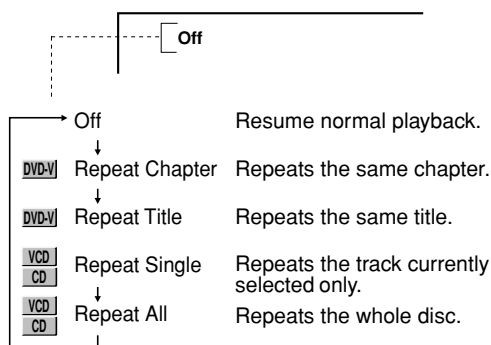 Off
Off Resume normal playback.
DVD-V Repeat Chapter Repeats the same chapter.
DVD-V Repeat Title Repeats the same title.
VCD
CD Repeat Single Repeats the track currently
selected only.
VCD
CD Repeat All Repeats the whole disc.